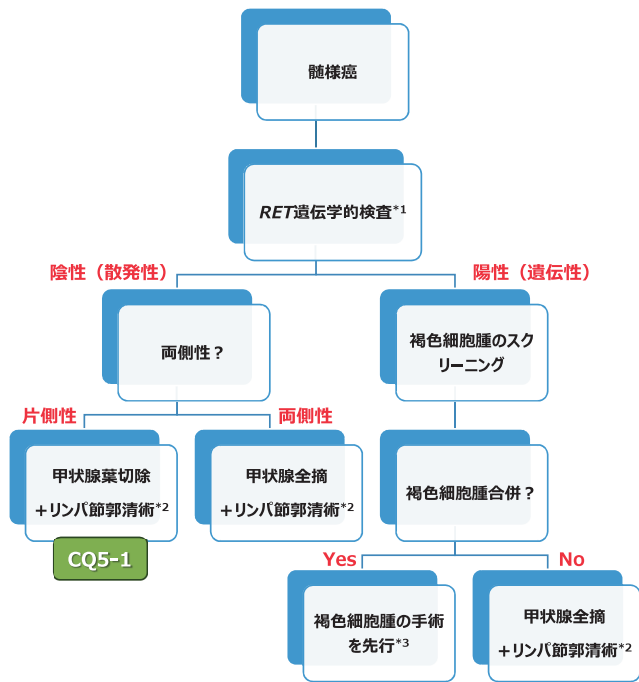 髄様癌
RET遺伝学的検査*1
陰性（散発性）
陽性（遺伝性）
両側性？
褐色細胞腫のスク
リーニング
片側性
両側性
甲状腺葉切除
＋リンパ節郭清術*2
甲状腺全摘
＋リンパ節郭清術*2
褐色細胞腫合併？
CQ5-1
Yes
No
褐色細胞腫の手術
を先行*3
甲状腺全摘
＋リンパ節郭清術*2